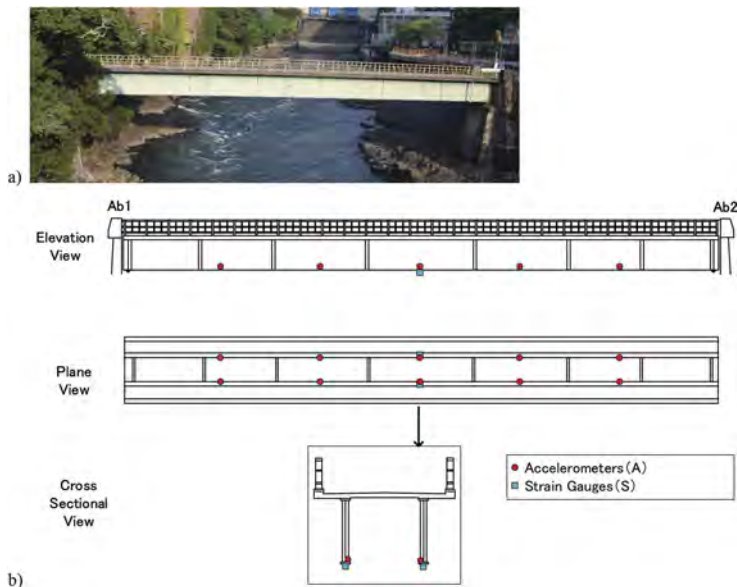 a)
Ab1
Ab2
Elevation
View
Plane
View
Cross
Sectional
View
Accelerometers(A)
Strain Gauges(S)
b)